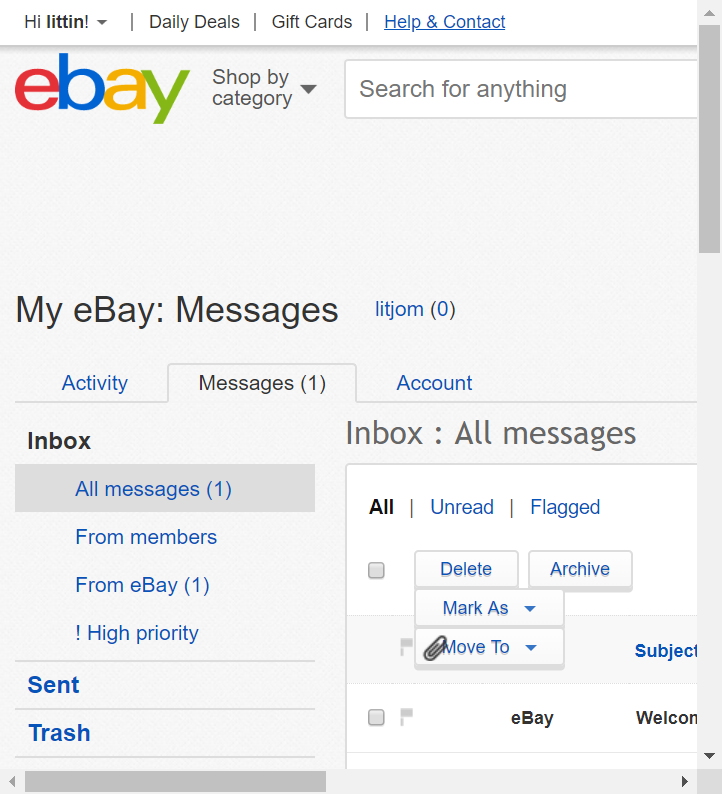 Hi littin! | Daily Deals | Gift Cards | Help & Contact
ebay
Shop by
category
Search for anything
My eBay: Messages litjom (0)
Activity Messages (1) Account
Inbox
All messages (1)
From members
From eBay (1)
! High priority
Sent
Trash
Inbox : All messages
All | Unread | Flagged
Delete Archive
Mark As
Move To
Subject
eBay Welcon